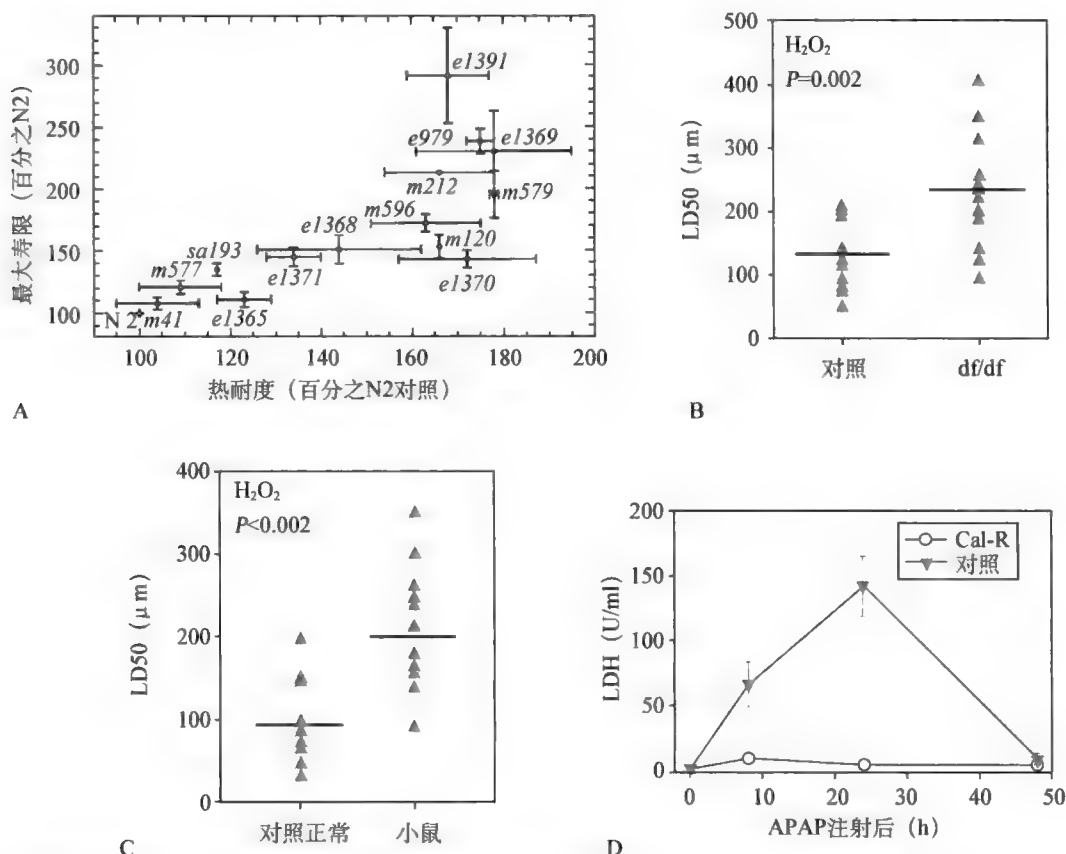 最大寿限（百分之N2）
300
250
200
150
100
e1391
e979
e1369
m212
m579
m596
e1368
m120
sa193
e1371
e1370
m577
N2
m41
e1365
100
120
140
160
180
200
热耐度（百分之N2对照）
A
LD50（μm）
500
400
300
200
100
0
H₂O₂
P=0.002
对照
df/df
B
LD50（μm）
400
300
200
100
0
H₂O₂
P<0.002
对照正常
小鼠
C
LDH（U/ml）
200
150
100
50
0
Cal-R
对照
0
10
20
30
40
50
APAP注射后（h）
D